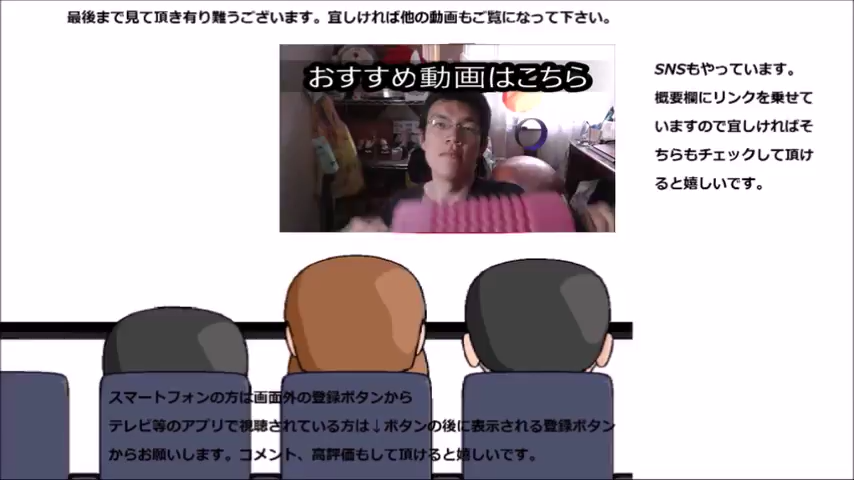 最後まで見て頂き有り難うございます。宜しければ他の動画もご覧になって下さい。
おすすめ動画はこちら
SNSもやっています。
概要欄にリンクを乗せて
いますので宜しければそ
ちらもチェックして頂け
ると嬉しいです。
スマートフォンの方は画面外の登録ボタンから
テレビ等のアプリで視聴されている方は↓ボタンの後に表示される登録ボタン
からお願いします。コメント、高評価もして頂けると嬉しいです。